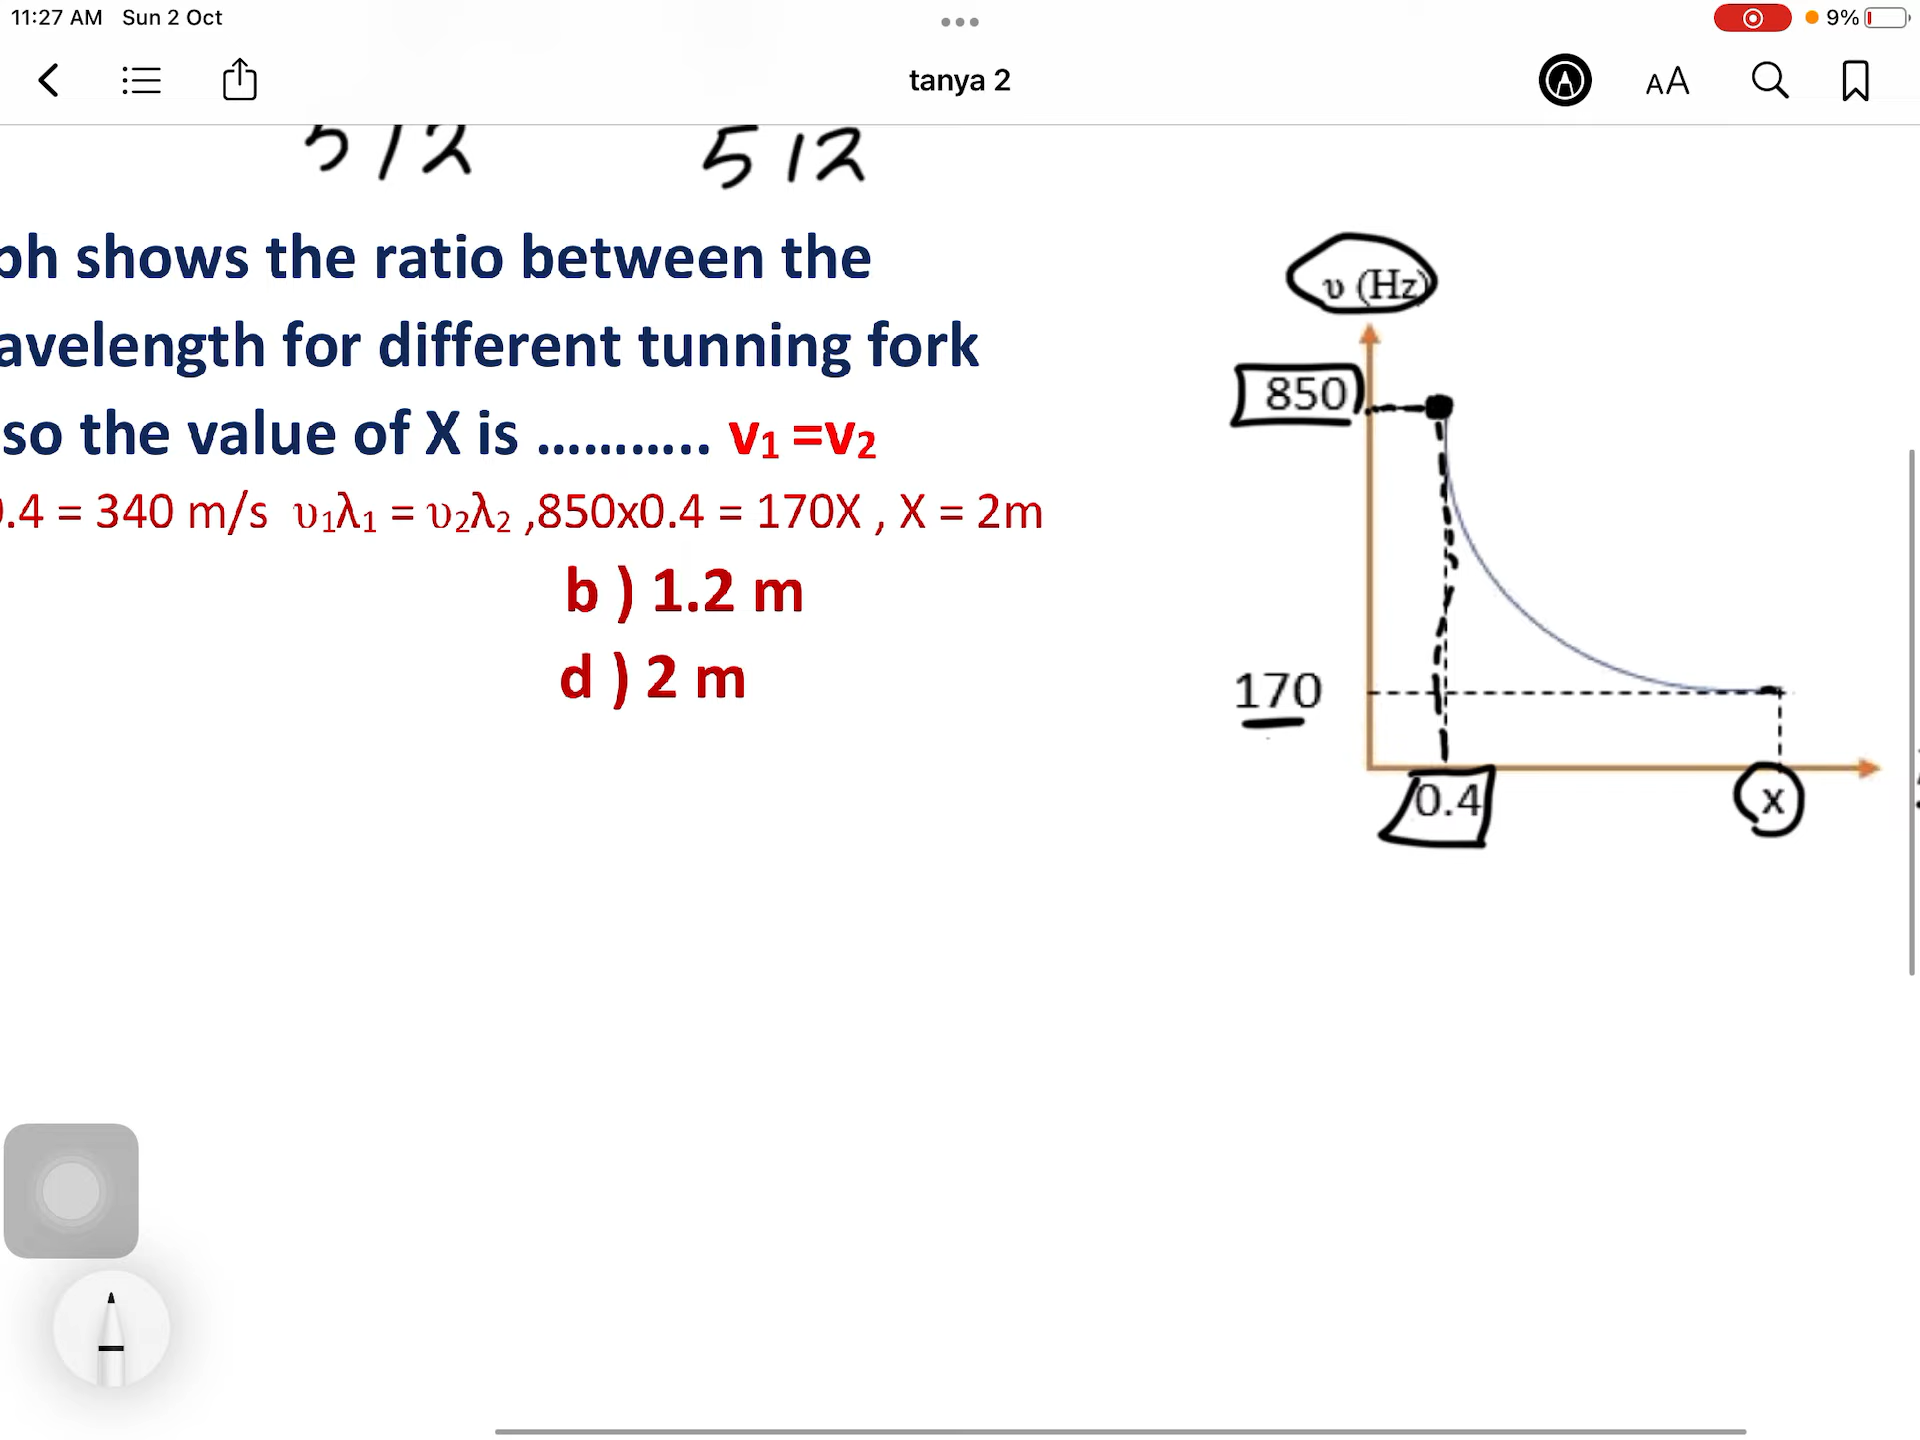 11:27 AM Sun 2 Oct
9%
tanya 2
AA
512 512
ph shows the ratio between the
avelength for different tunning fork
so the value of X is ........... v₁ =v₂
.4 = 340 m/s υ₁λ₁ = υ₂λ₂ ,850x0.4 = 170X , X = 2m
b ) 1.2 m
d ) 2 m
υ (Hz)
850
170
0.4
x